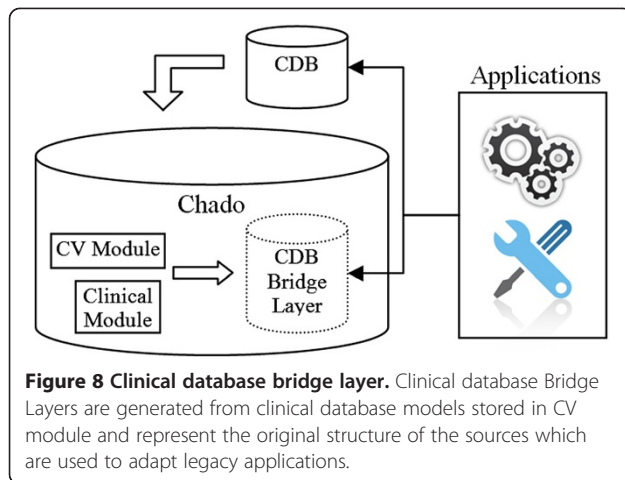 CDB
Applications
Chado
CV Module
Clinical
Module
CDB
Bridge
Layer
Figure 8 Clinical database bridge layer. Clinical database Bridge
Layers are generated from clinical database models stored in CV
module and represent the original structure of the sources which
are used to adapt legacy applications.